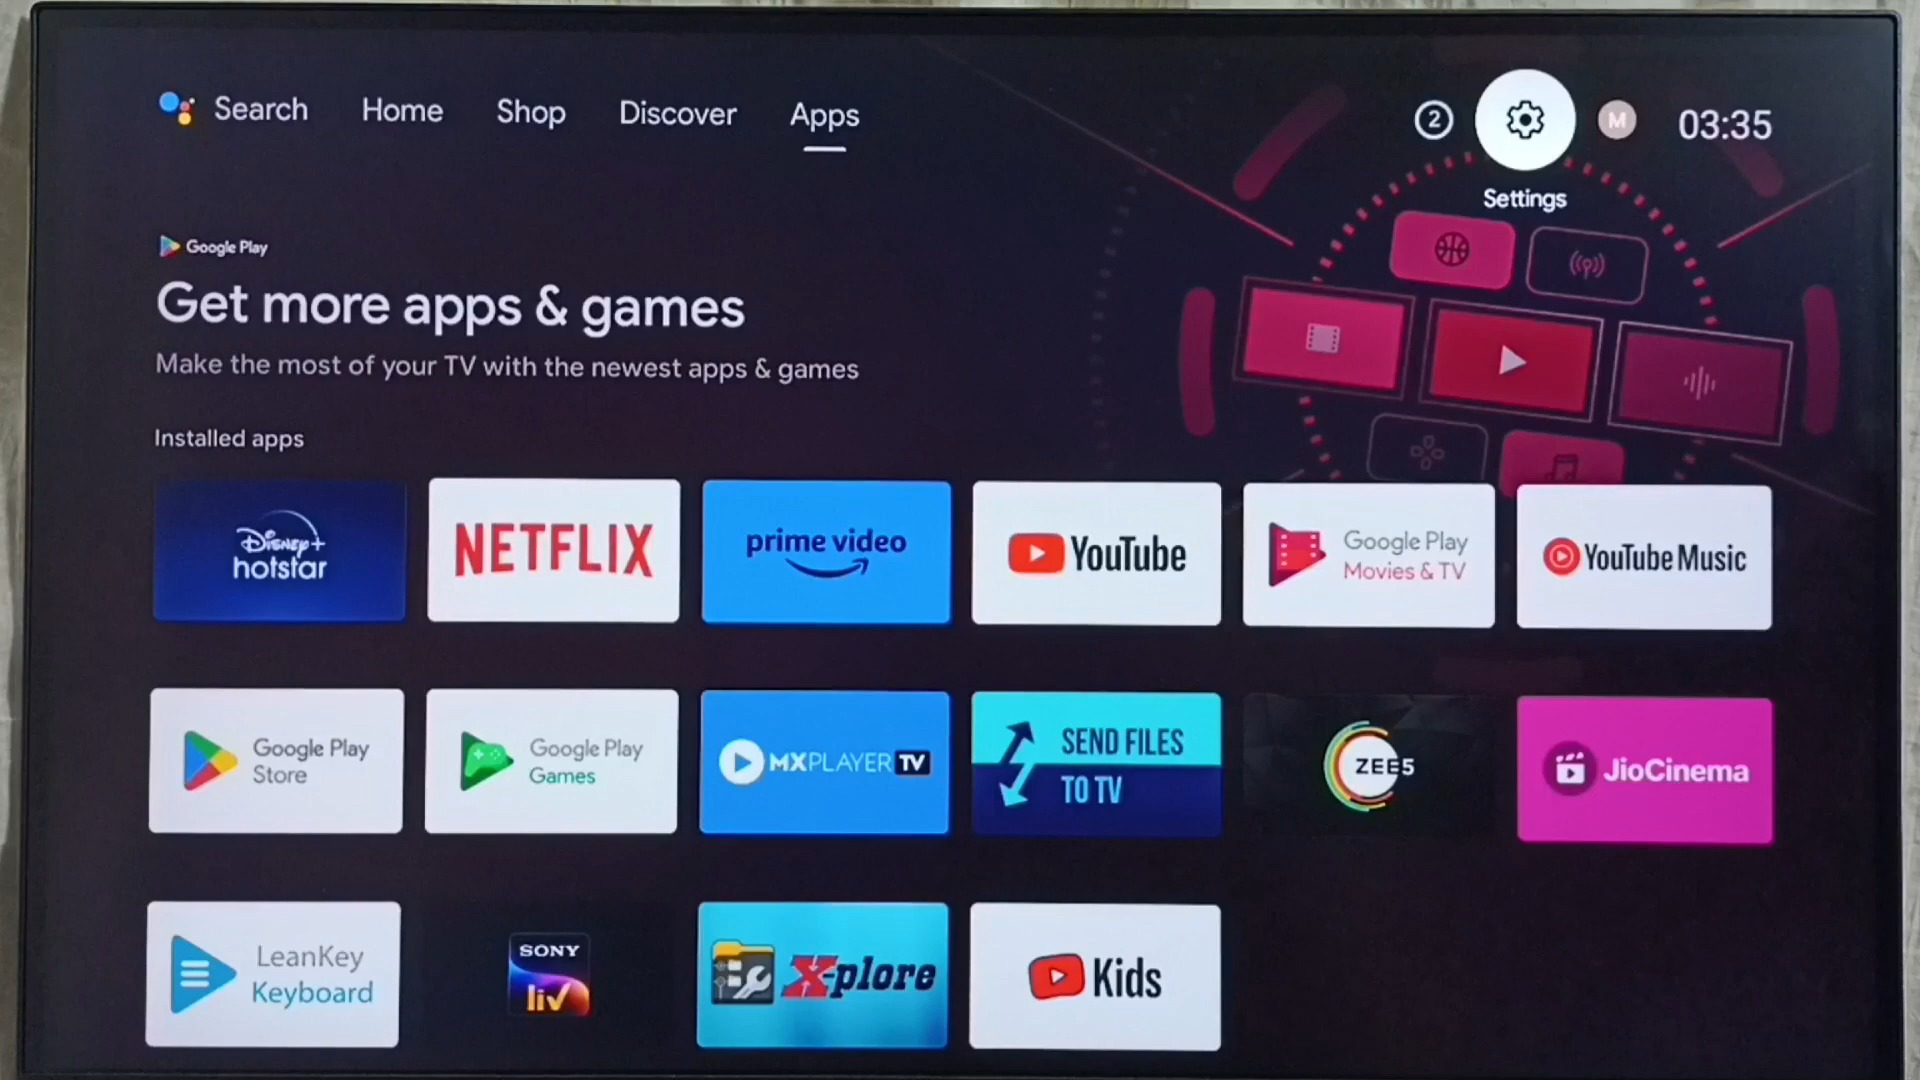 Search Home Shop Discover Apps
2 M 03:35
Settings
Google Play
Get more apps & games
Make the most of your TV with the newest apps & games
Installed apps
Disney+
hotstar
NETFLIX
prime video
YouTube
Google Play
Movies & TV
YouTube Music
Google Play
Store
Google Play
Games
MXPLAYER TV
SEND FILES
TO TV
ZEE5
JioCinema
LeanKey
Keyboard
SONY
liv
X-plore
Kids